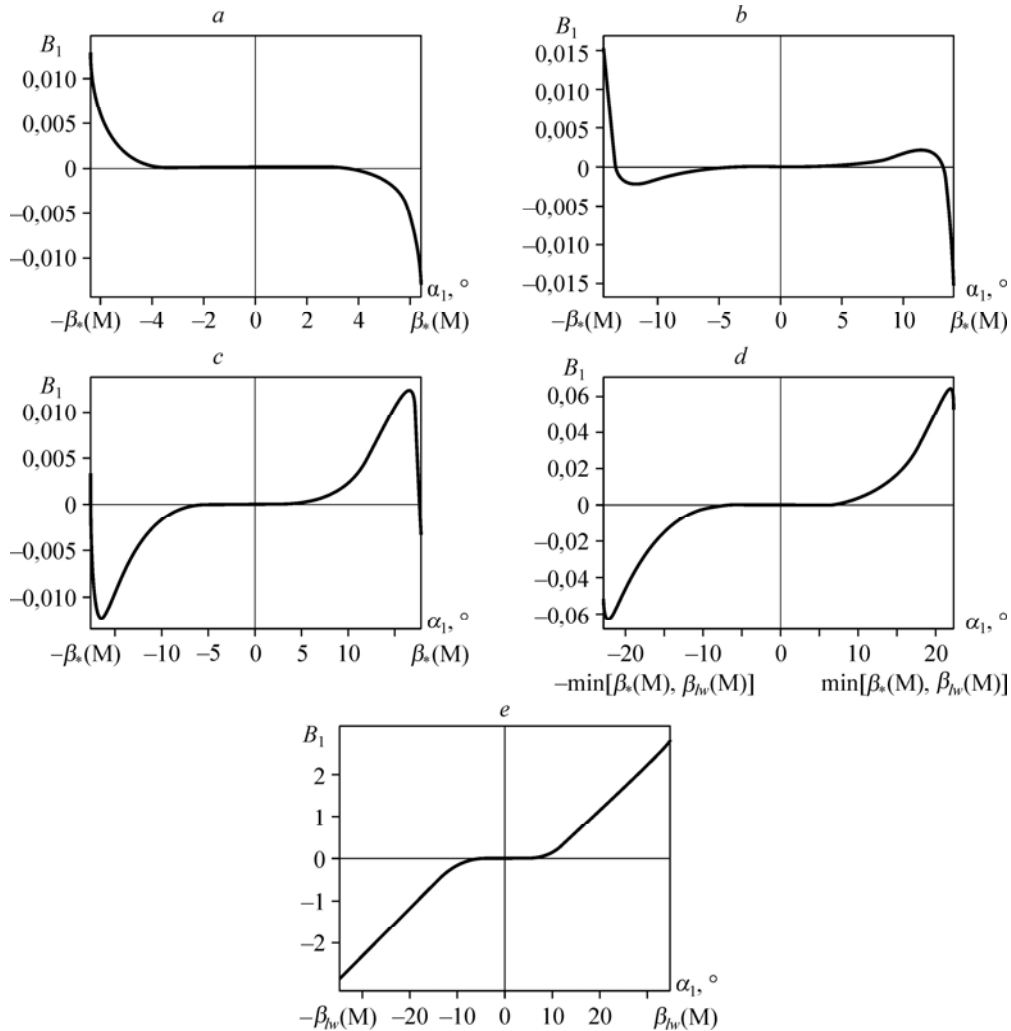 a
B₁
0,010
0,005
0
–0,005
–0,010
α₁, °
–β*(M) –4 –2 0 2 4 β*(M)
b
B₁
0,015
0,010
0,005
0
–0,005
–0,010
–0,015
α₁, °
–β*(M) –10 –5 0 5 10 β*(M)
c
B₁
0,010
0,005
0
–0,005
–0,010
α₁, °
–β*(M) –10 –5 0 5 10 β*(M)
d
B₁
0,06
0,04
0,02
0
–0,02
–0,04
–0,06
α₁, °
–20 –10 0 10 20
–min[β*(M), βlw(M)] min[β*(M), βlw(M)]
e
B₁
2
1
0
–1
–2
α₁, °
–βlw(M) –20 –10 0 10 20 βlw(M)